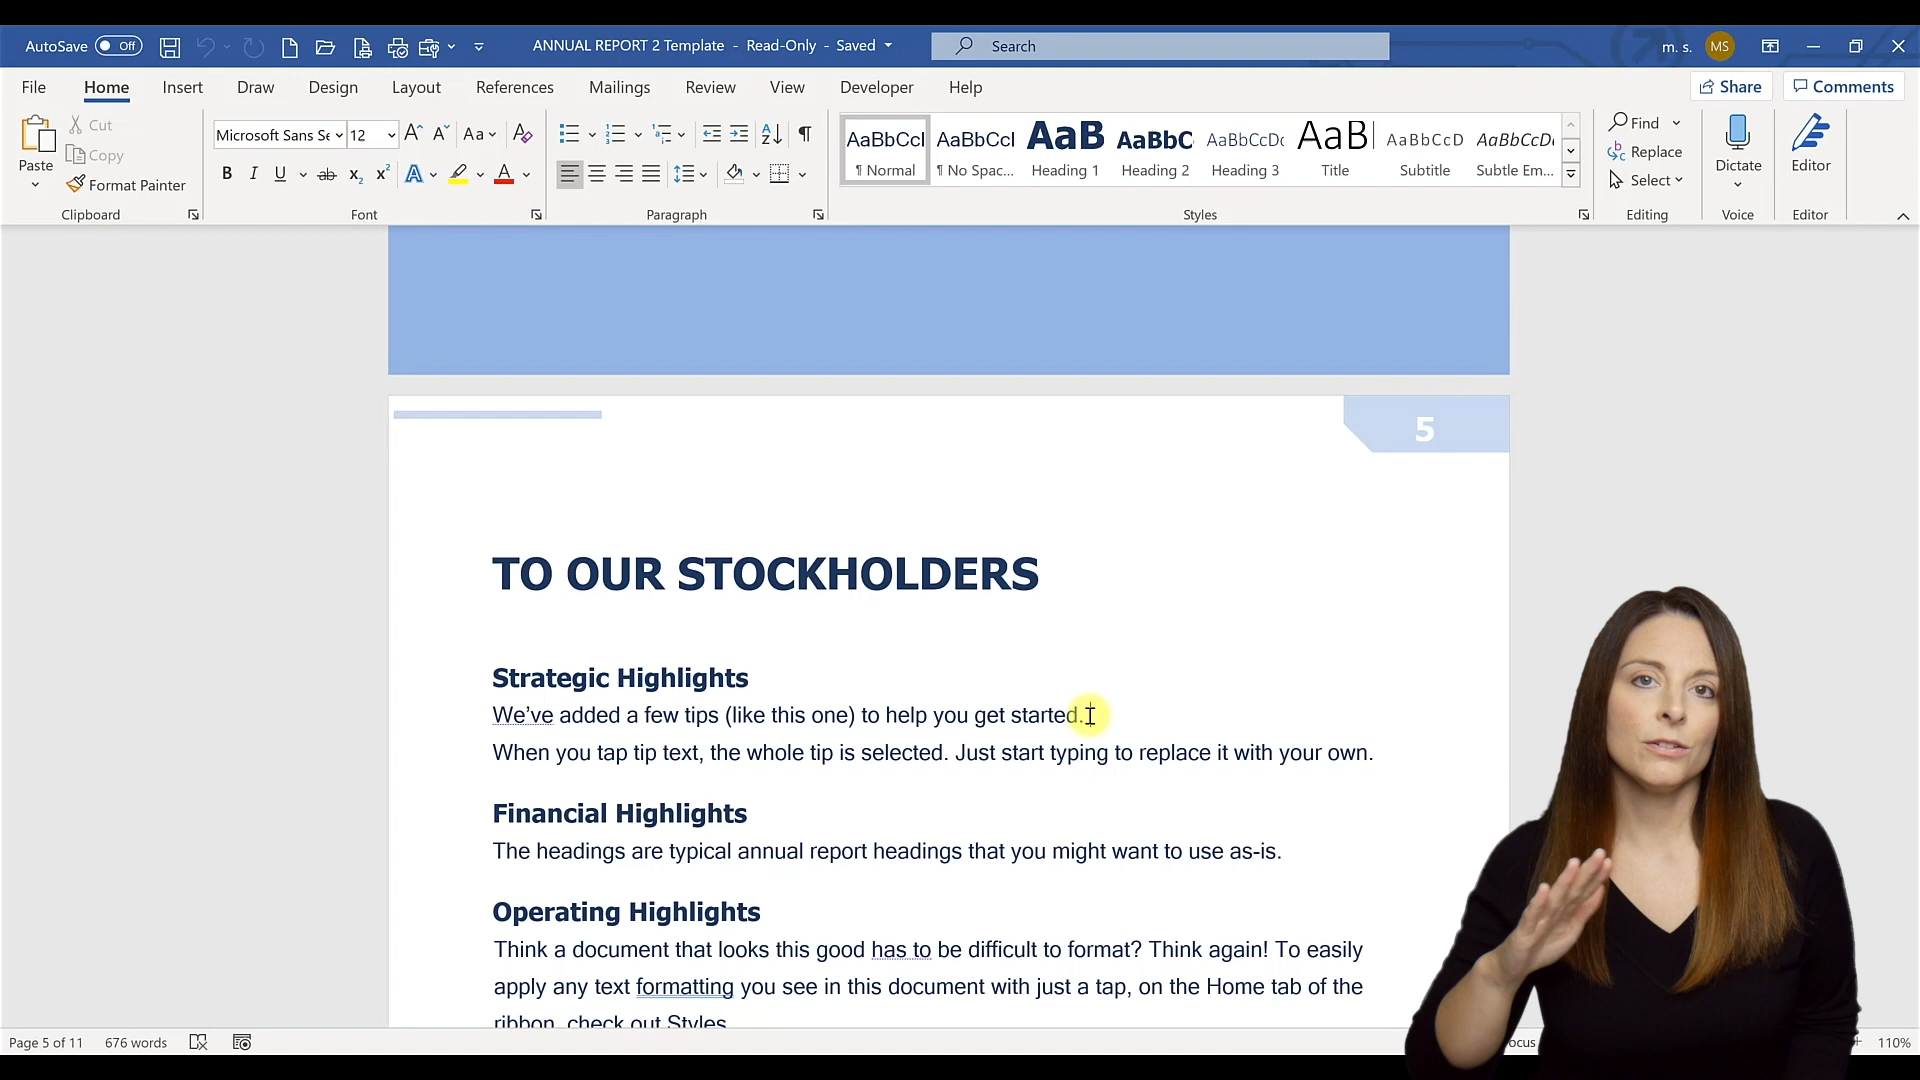 AutoSave Off ANNUAL REPORT 2 Template - Read-Only - Saved Search m. s. MS
File Home Insert Draw Design Layout References Mailings Review View Developer Help Share Comments
Paste
Cut
Copy
Format Painter
Clipboard
Microsoft Sans Se 12
Font
Paragraph
AaBbCcI AaBbCcI AaB AaBbC AaBbCcDc AaB AaBbCcD AaBbCcDi
¶ Normal ¶ No Spac... Heading 1 Heading 2 Heading 3 Title Subtitle Subtle Em...
Styles
Find
Replace
Select
Editing
Dictate
Voice
Editor
Editor
5
TO OUR STOCKHOLDERS
Strategic Highlights
We’ve added a few tips (like this one) to help you get started.
When you tap tip text, the whole tip is selected. Just start typing to replace it with your own.
Financial Highlights
The headings are typical annual report headings that you might want to use as-is.
Operating Highlights
Think a document that looks this good has to be difficult to format? Think again! To easily
apply any text formatting you see in this document with just a tap, on the Home tab of the
ribbon, check out Styles.
Page 5 of 11 676 words ocus 110%